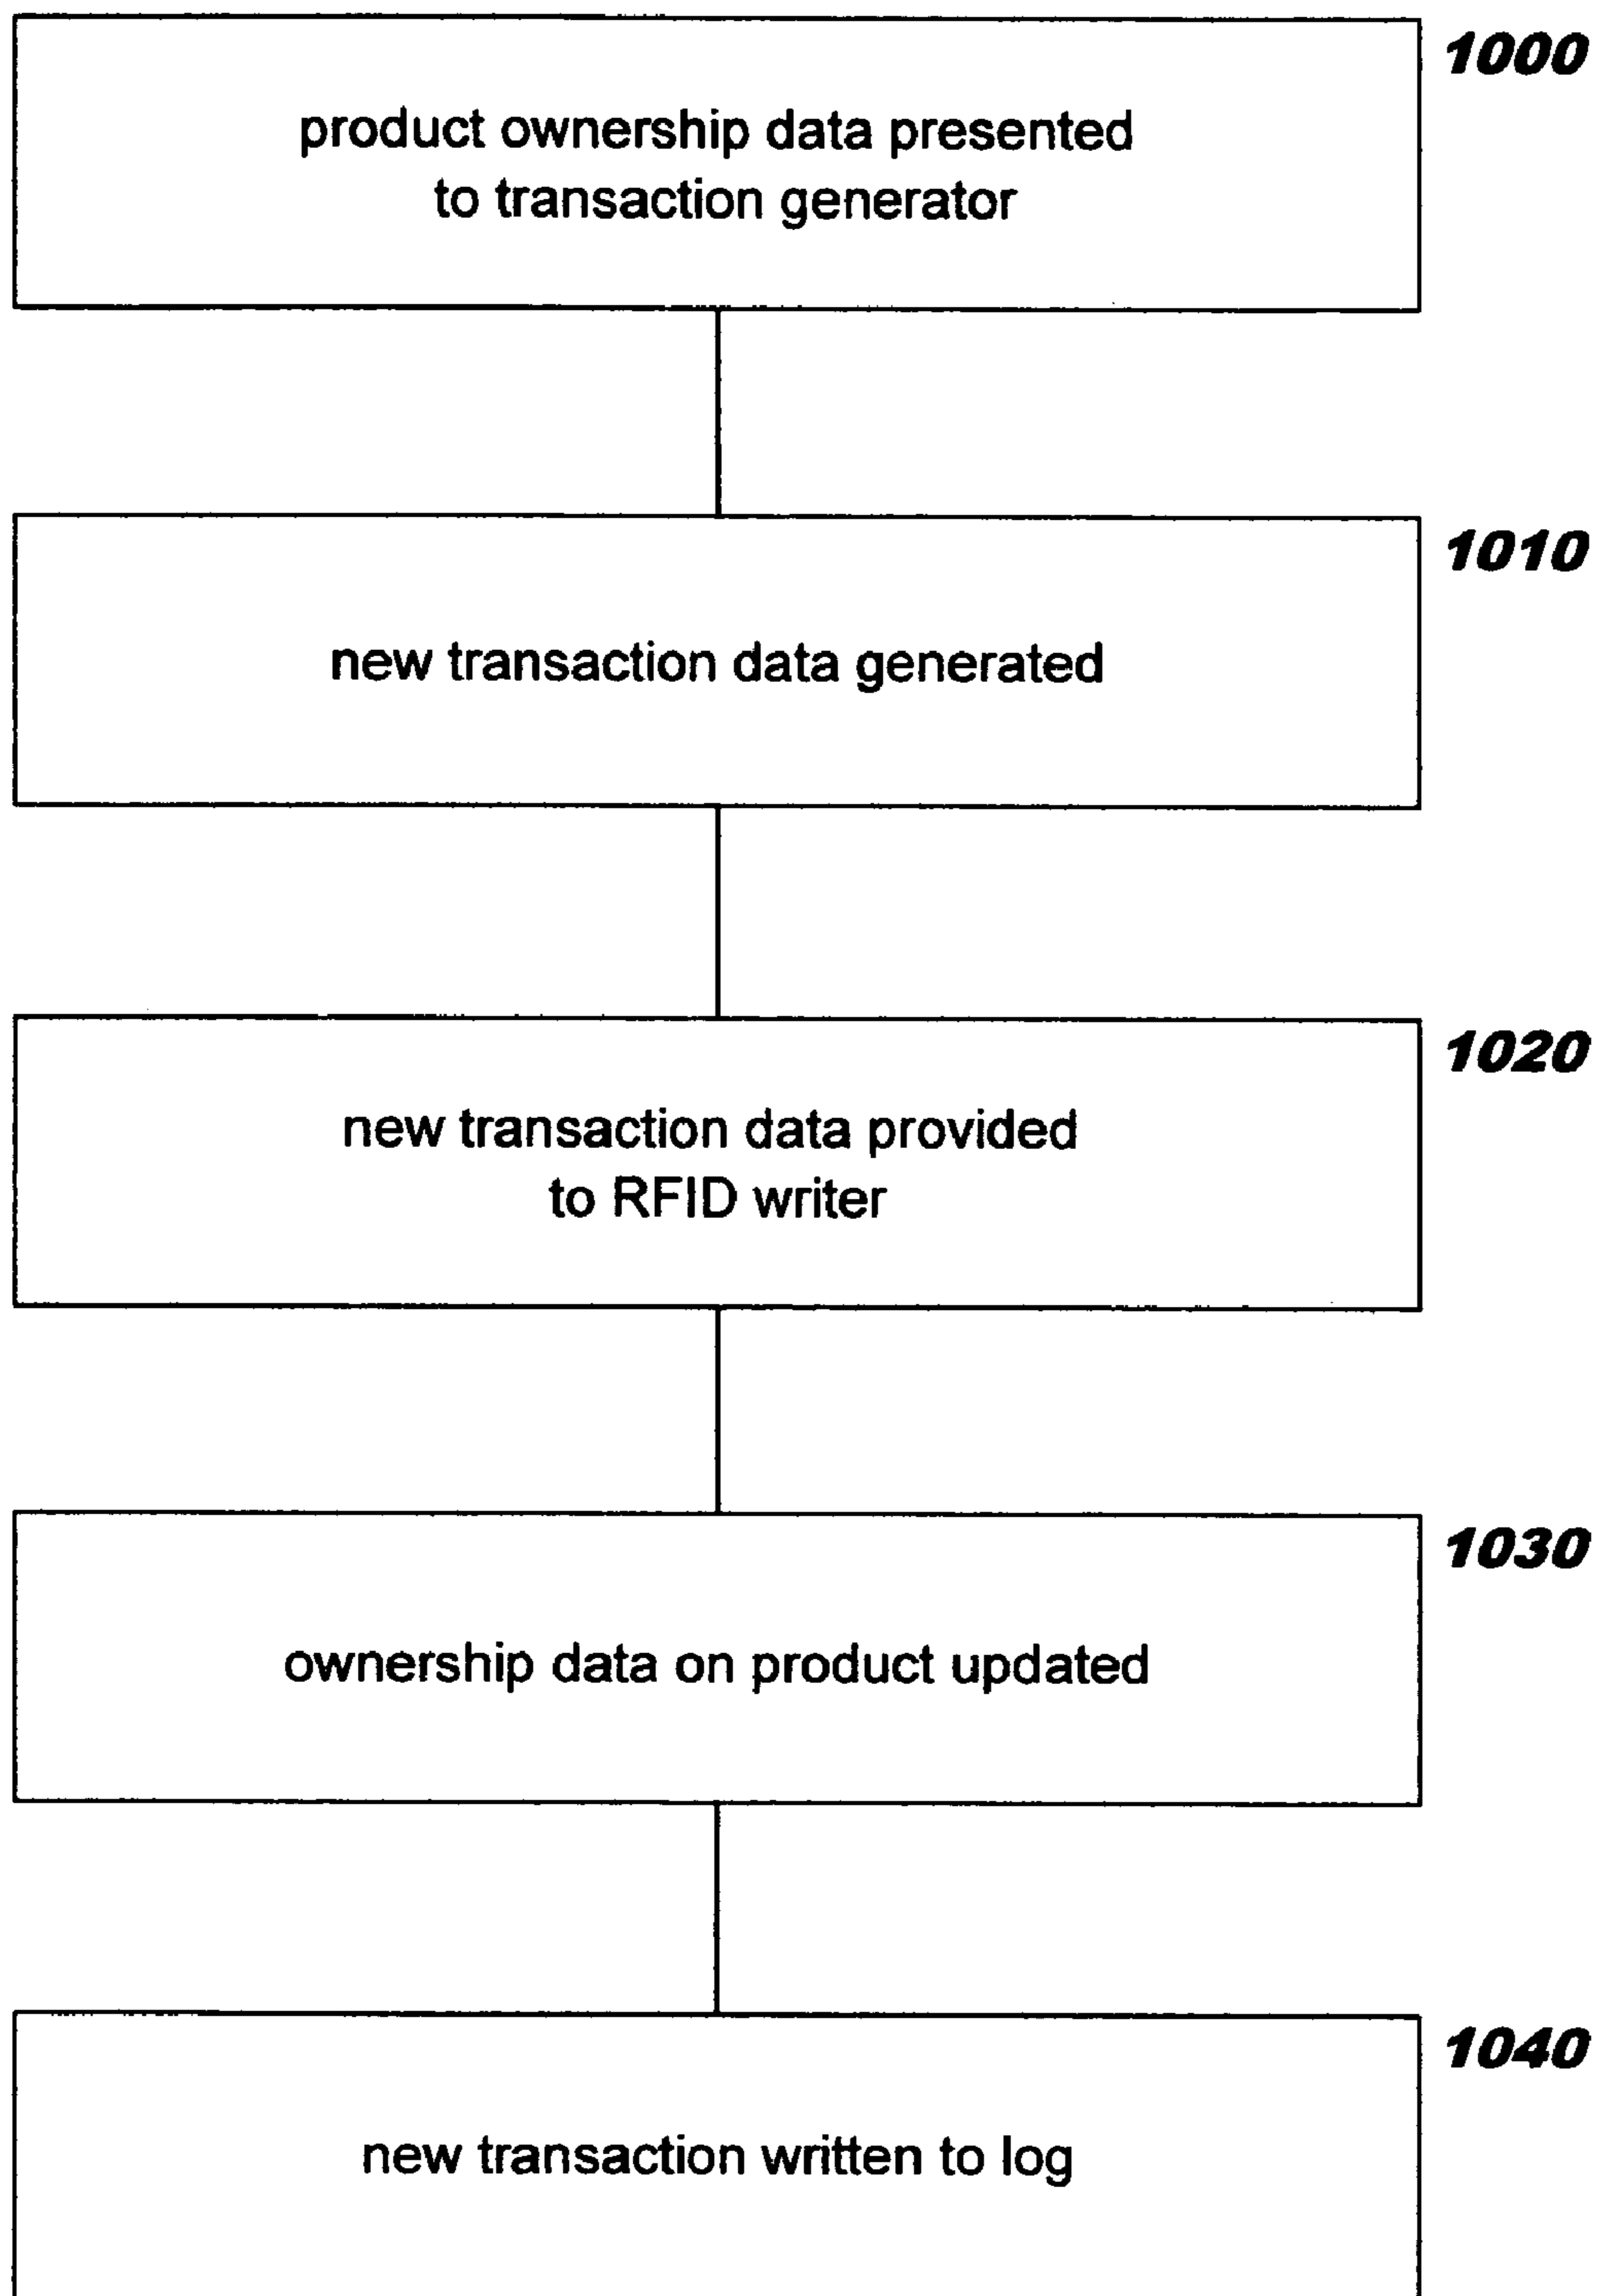 1000
product ownership data presented
to transaction generator
1010
new transaction data generated
1020
new transaction data provided
to RFID writer
1030
ownership data on product updated
1040
new transaction written to log